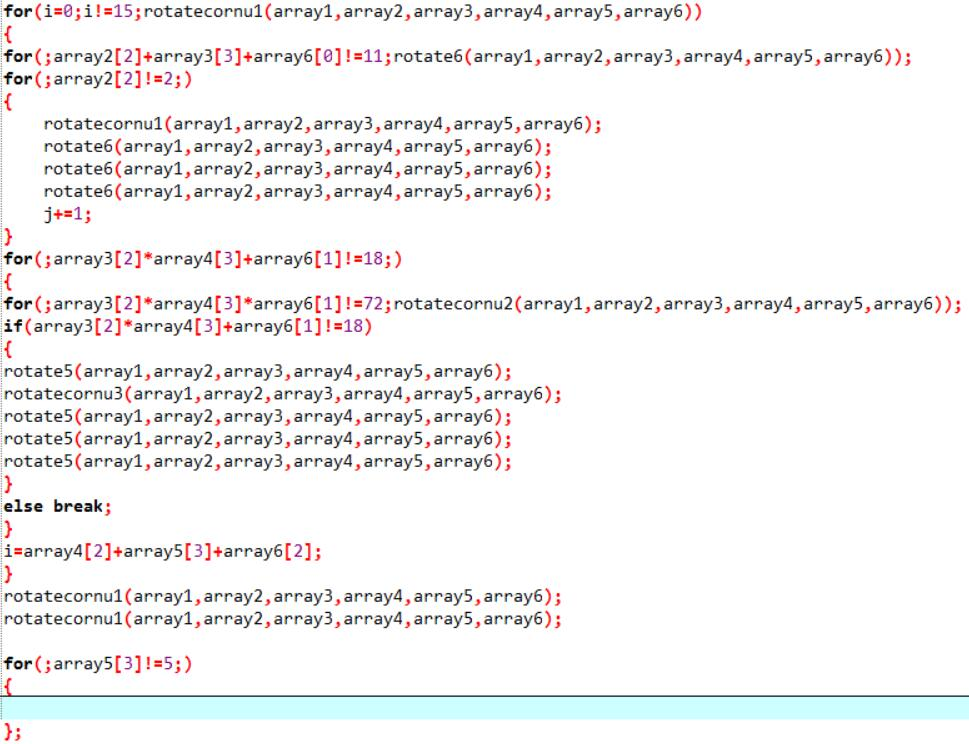 for(i=0;i!=15;rotatecornu1(array1,array2,array3,array4,array5,array6))
{
for(;array2[2]+array3[3]+array6[0]!=11;rotate6(array1,array2,array3,array4,array5,array6));
for(;array2[2]!=2;)
{
    rotatecornu1(array1,array2,array3,array4,array5,array6);
    rotate6(array1,array2,array3,array4,array5,array6);
    rotate6(array1,array2,array3,array4,array5,array6);
    rotate6(array1,array2,array3,array4,array5,array6);
    j+=1;
}
for(;array3[2]*array4[3]+array6[1]!=18;)
{
for(;array3[2]*array4[3]*array6[1]!=72;rotatecornu2(array1,array2,array3,array4,array5,array6));
if(array3[2]*array4[3]+array6[1]!=18)
{
rotate5(array1,array2,array3,array4,array5,array6);
rotatecornu3(array1,array2,array3,array4,array5,array6);
rotate5(array1,array2,array3,array4,array5,array6);
rotate5(array1,array2,array3,array4,array5,array6);
rotate5(array1,array2,array3,array4,array5,array6);
}
else break;
}
i=array4[2]+array5[3]+array6[2];
}
rotatecornu1(array1,array2,array3,array4,array5,array6);
rotatecornu1(array1,array2,array3,array4,array5,array6);

for(;array5[3]!=5;)
{

};